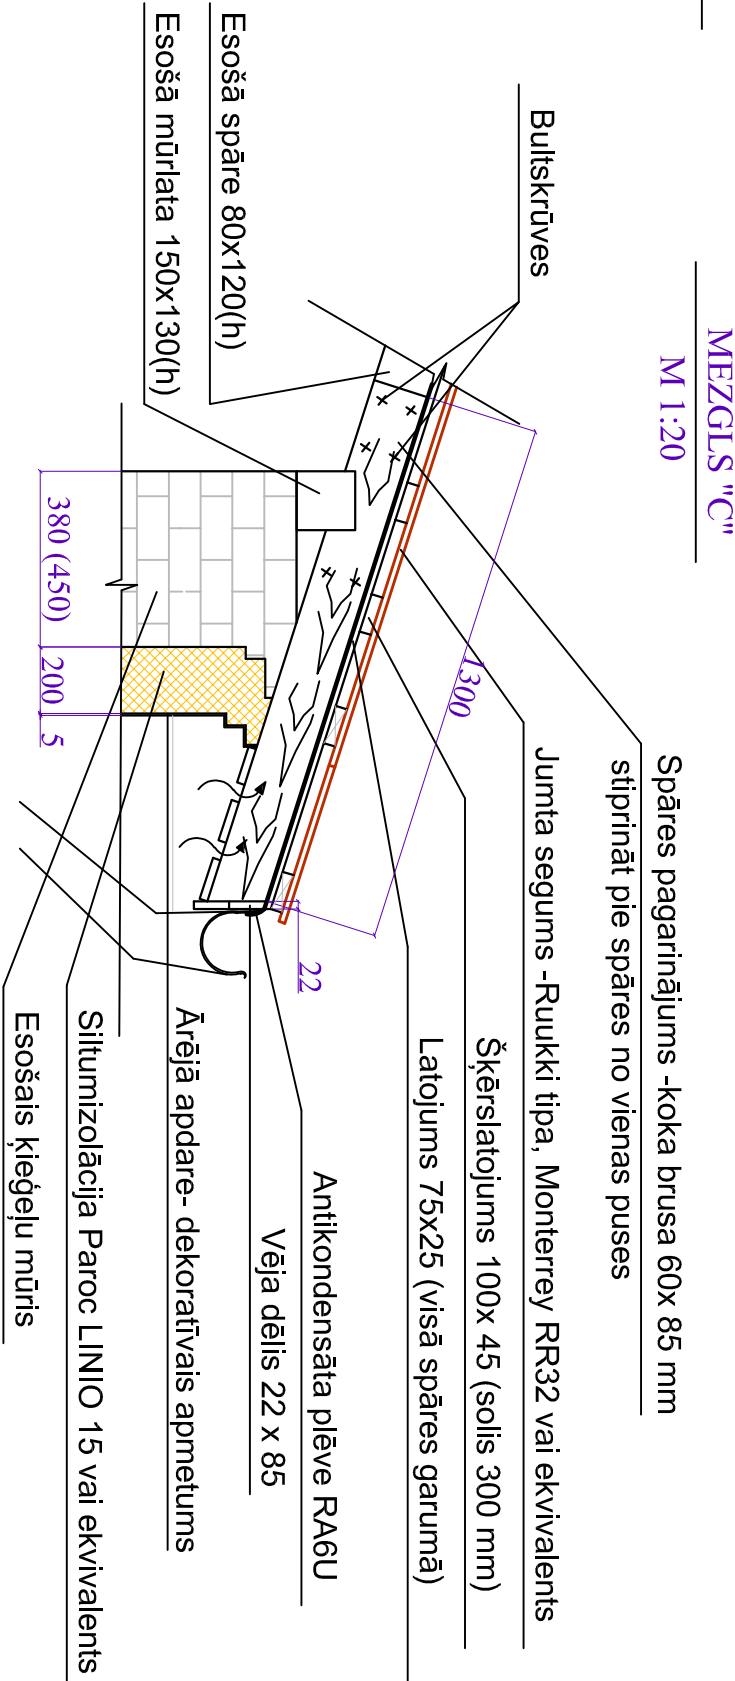 MEZGLS "C"
M 1:20
Bultskrūves
Esošā spāre 80x120(h)
Esošā mūrlata 150x130(h)
Spāres pagarinājums -koka brusa 60x 85 mm
stiprināt pie spāres no vienas puses
Jumta segums -Ruukki tipa, Monterrey RR32 vai ekvivalents
Šķērslatojums 100x 45 (solis 300 mm)
Latojums 75x25 (visā spāres garumā)
Antikondensāta plēve RA6U
Vēja dēlis 22 x 85
Ārējā apdare- dekoratīvais apmetums
Siltumizolācija Paroc LINIO 15 vai ekvivalents
Esošais ķieģeļu mūris
1300
22
380 (450)
200
5